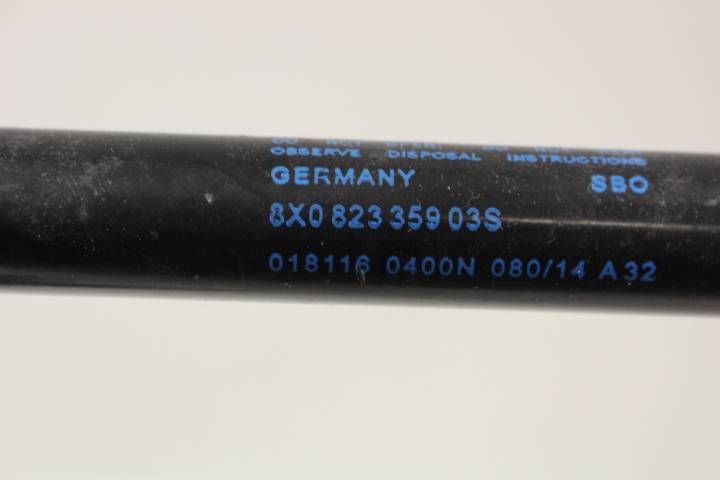 OBSERVE DISPOSAL INSTRUCTIONS
GERMANY SBO
8X0 823 359 03S
018116 0400N 080/14 A32